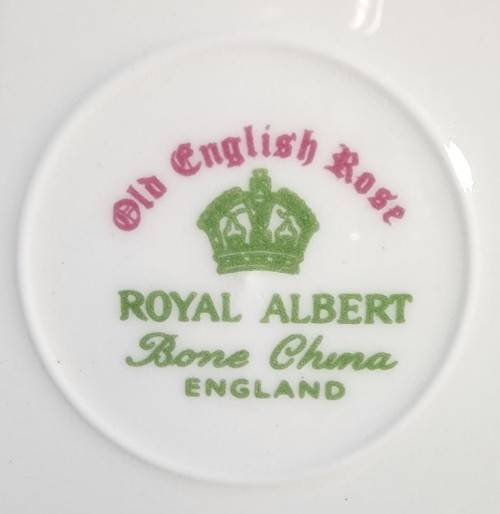 Old English Rose
ROYAL ALBERT
Bone China
ENGLAND